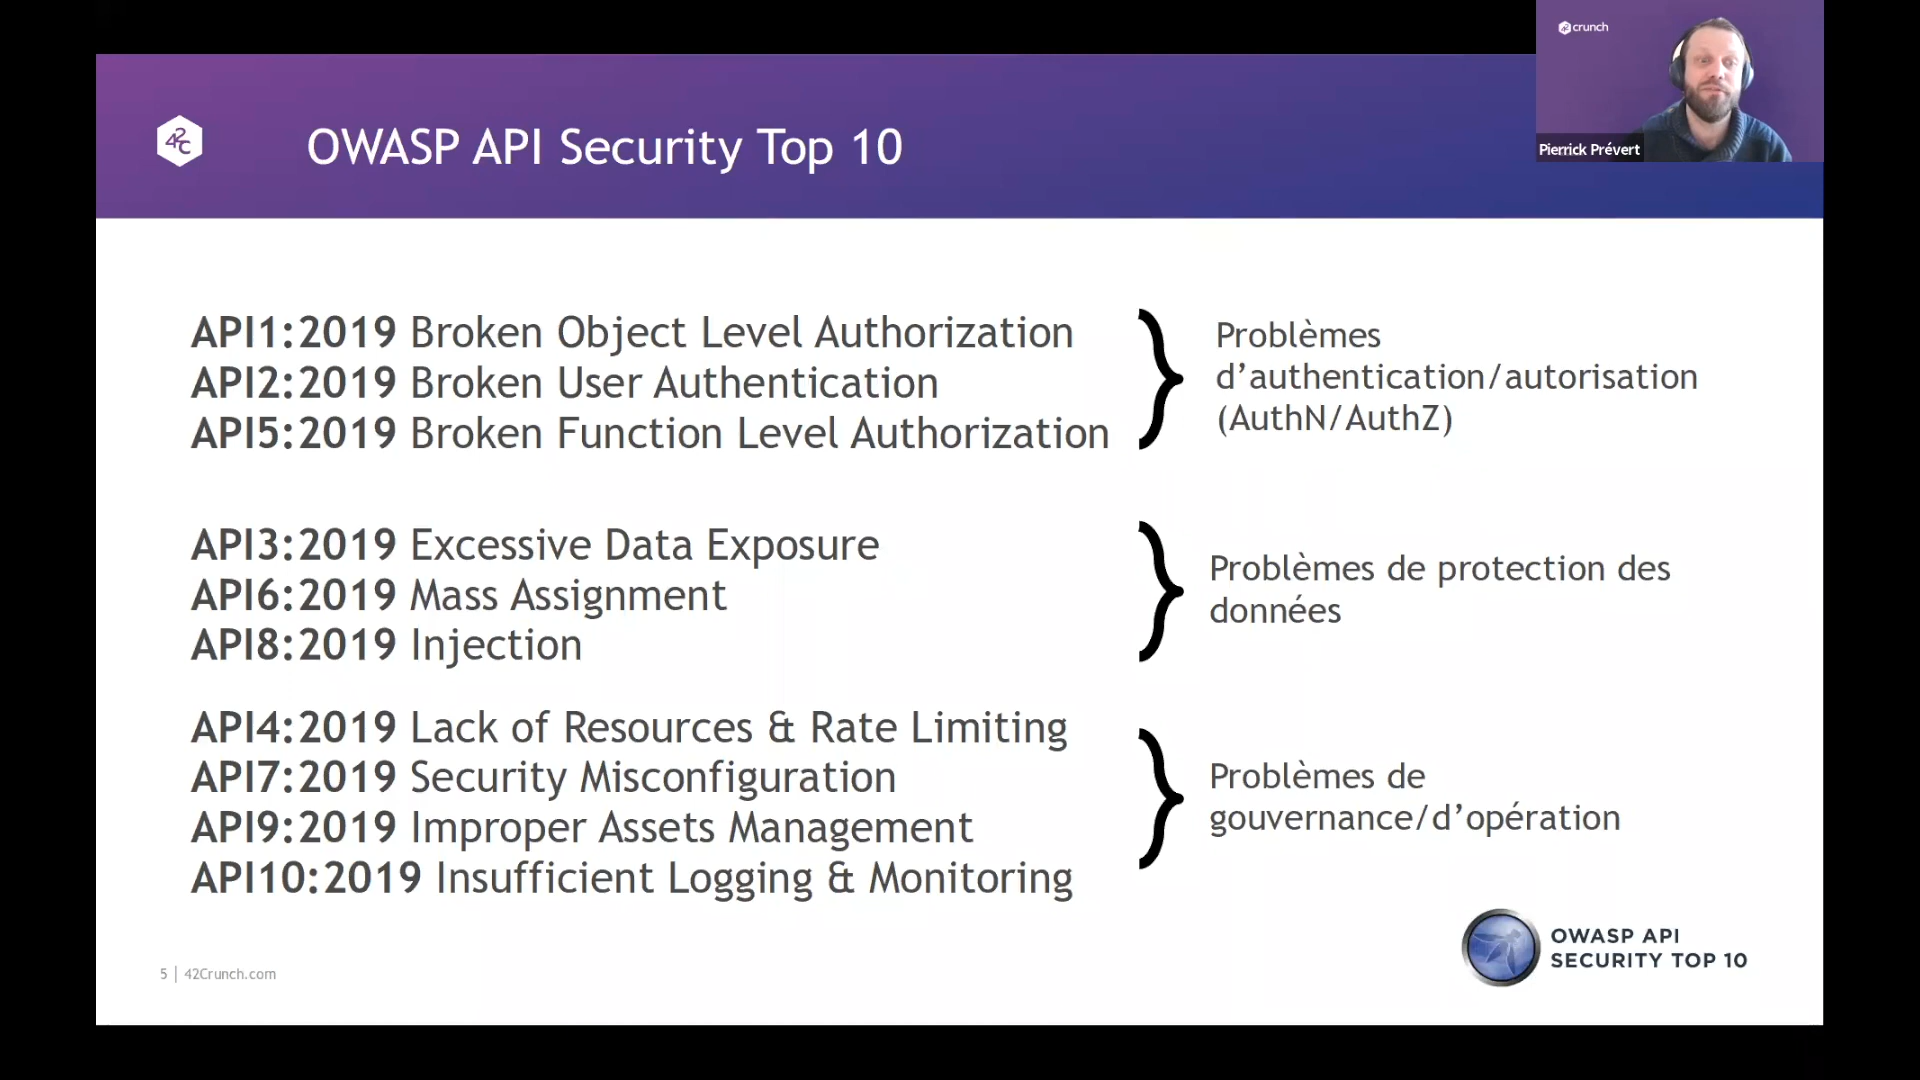 crunch
Pierrick Prévert
42C
OWASP API Security Top 10
API1:2019 Broken Object Level Authorization
API2:2019 Broken User Authentication
API5:2019 Broken Function Level Authorization
Problèmes
d’authentication/autorisation
(AuthN/AuthZ)
API3:2019 Excessive Data Exposure
API6:2019 Mass Assignment
API8:2019 Injection
Problèmes de protection des
données
API4:2019 Lack of Resources & Rate Limiting
API7:2019 Security Misconfiguration
API9:2019 Improper Assets Management
API10:2019 Insufficient Logging & Monitoring
Problèmes de
gouvernance/d’opération
5 | 42Crunch.com
OWASP API
SECURITY TOP 10